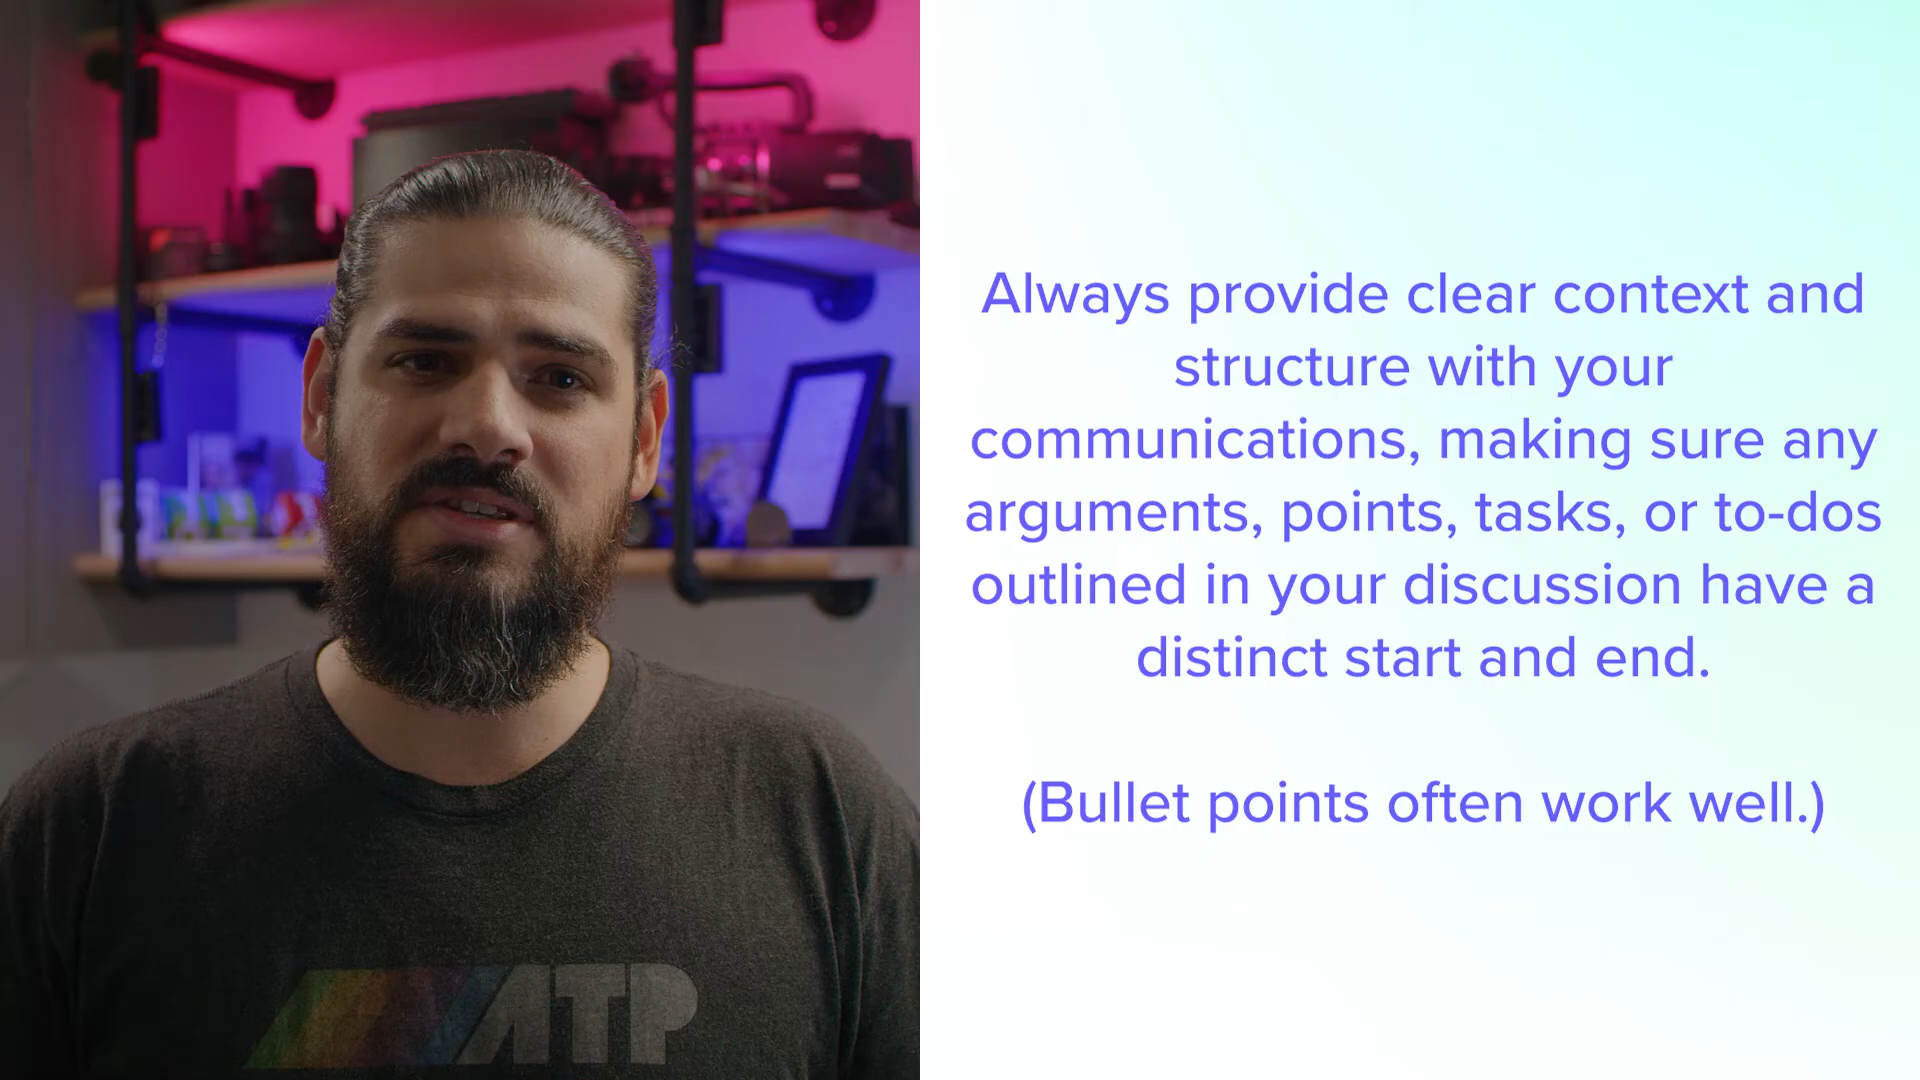 Always provide clear context and
structure with your
communications, making sure any
arguments, points, tasks, or to-dos
outlined in your discussion have a
distinct start and end.
(Bullet points often work well.)
ATP